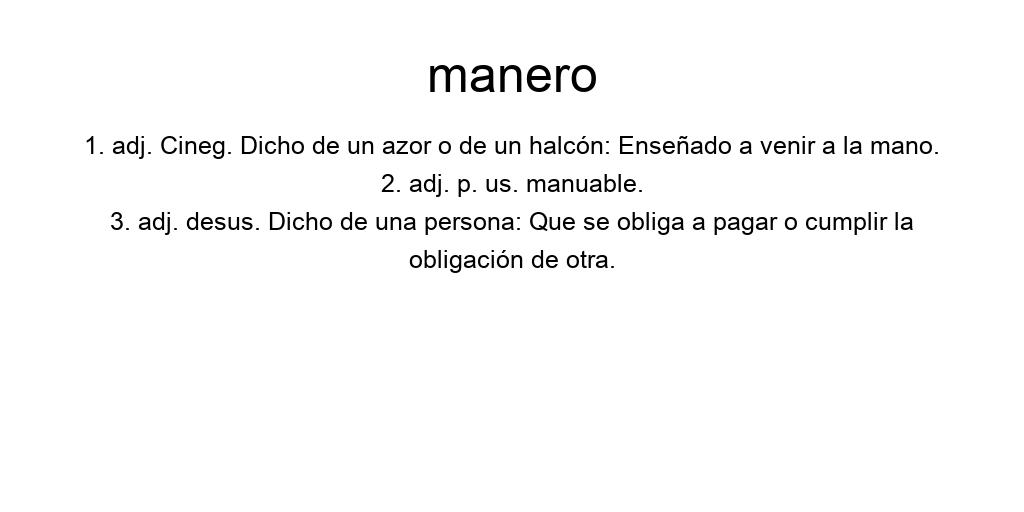 manero
1. adj. Cineg. Dicho de un azor o de un halcón: Enseñado a venir a la mano.
2. adj. p. us. manuable.
3. adj. desus. Dicho de una persona: Que se obliga a pagar o cumplir la
obligación de otra.